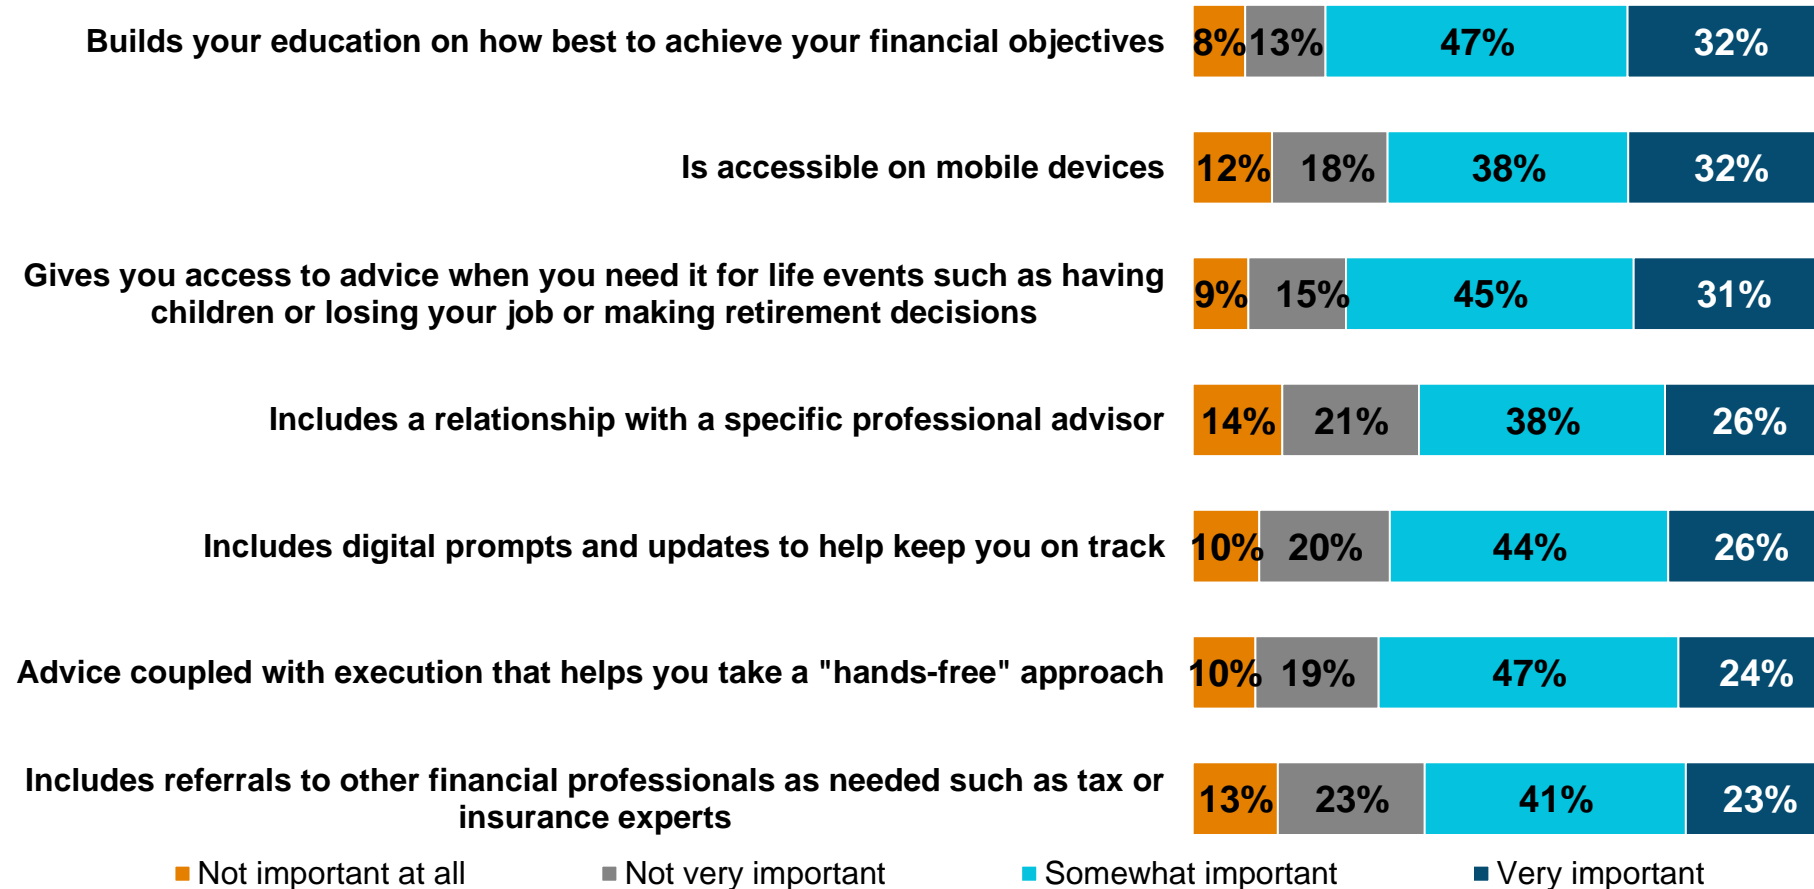 Builds your education on how best to achieve your financial objectives 8% 13% 47% 32%
Is accessible on mobile devices 12% 18% 38% 32%
Gives you access to advice when you need it for life events such as having
children or losing your job or making retirement decisions 9% 15% 45% 31%
Includes a relationship with a specific professional advisor 14% 21% 38% 26%
Includes digital prompts and updates to help keep you on track 10% 20% 44% 26%
Advice coupled with execution that helps you take a "hands-free" approach 10% 19% 47% 24%
Includes referrals to other financial professionals as needed such as tax or
insurance experts 13% 23% 41% 23%
Not important at all Not very important Somewhat important Very important